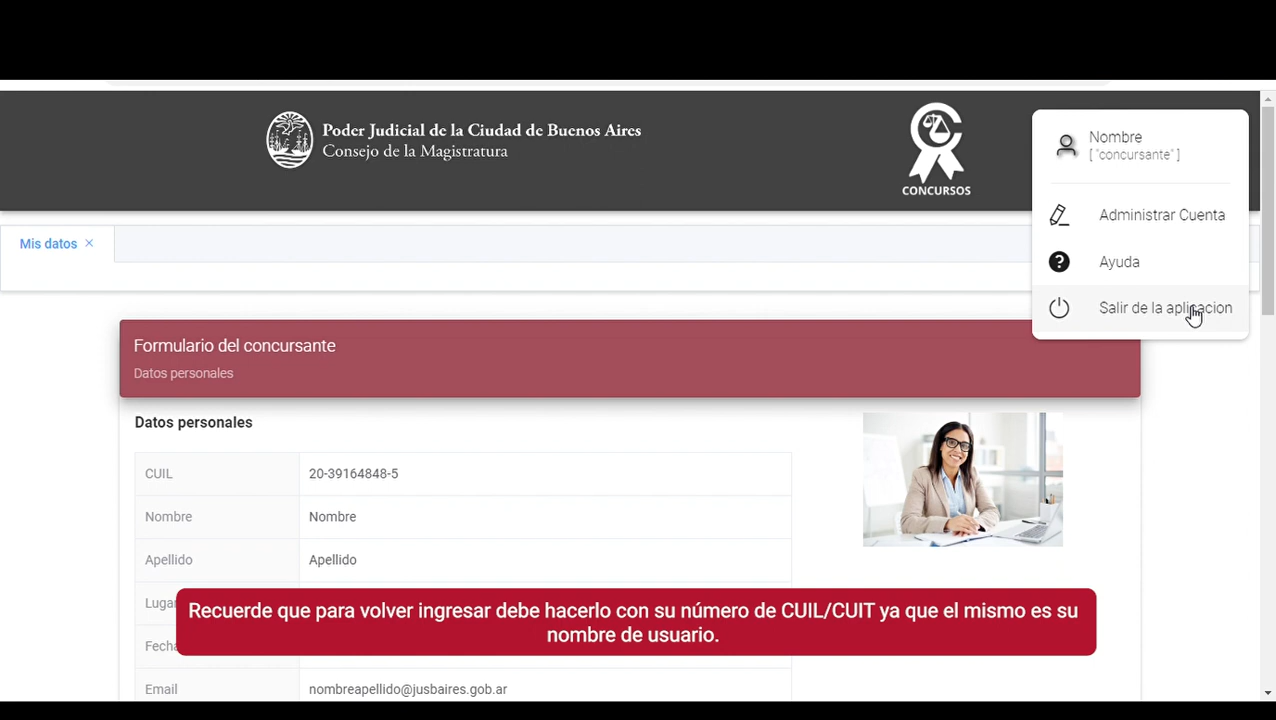 Poder Judicial de la Ciudad de Buenos Aires
Consejo de la Magistratura
CONCURSOS
Nombre
[ "concursante" ]
Administrar Cuenta
Ayuda
Salir de la aplicacion
Mis datos ×
Formulario del concursante
Datos personales
Datos personales
CUIL 20-39164848-5
Nombre Nombre
Apellido Apellido
Recuerde que para volver ingresar debe hacerlo con su número de CUIL/CUIT ya que el mismo es su
nombre de usuario.
Email nombreapellido@jusbaires.gob.ar